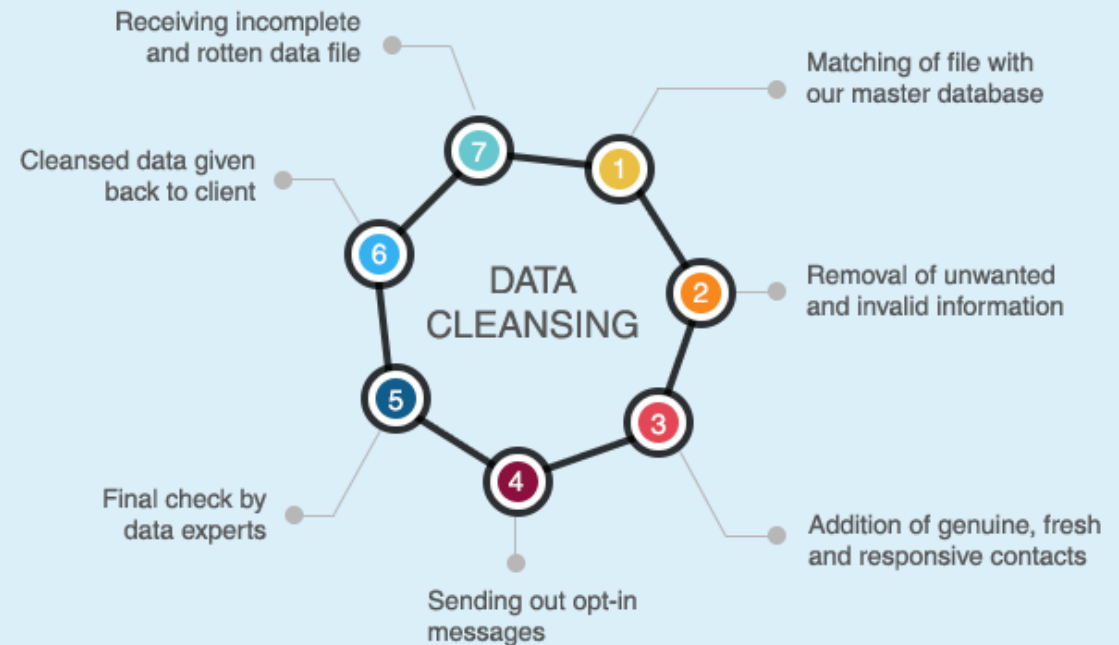 Receiving incomplete
and rotten data file
Matching of file with
our master database
7
1
Cleansed data given
back to client
6
DATA
CLEANSING
2
Removal of unwanted
and invalid information
5
3
4
Final check by
data experts
Addition of genuine, fresh
and responsive contacts
Sending out opt-in
messages